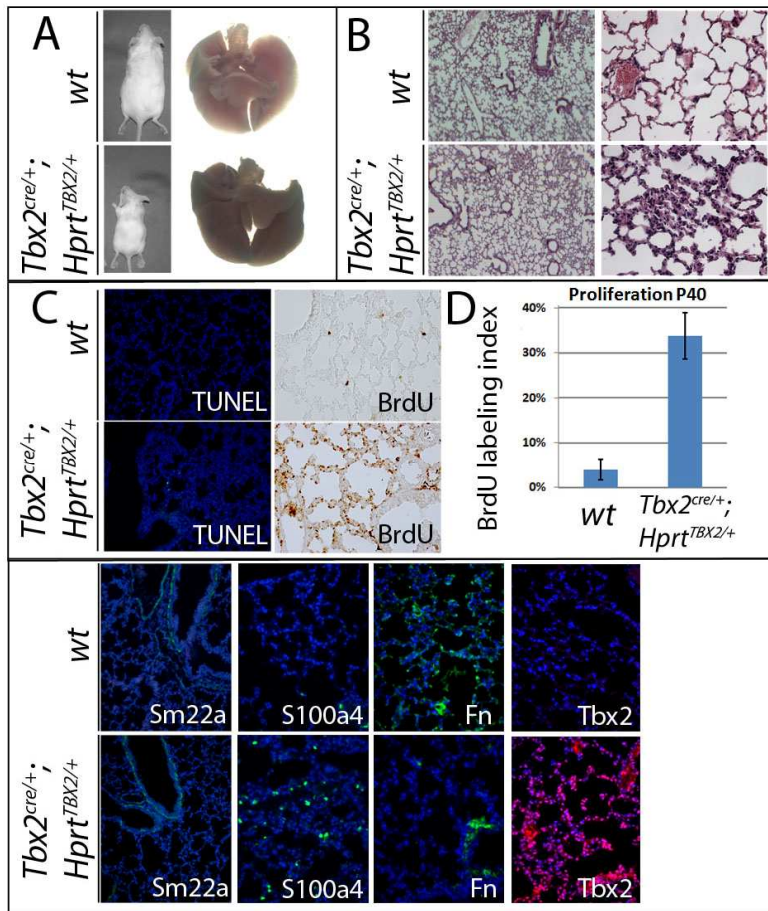 A
wt
Tbx2cre/+;
HprtTBX2/+
B
wt
Tbx2cre/+;
HprtTBX2/+
C
wt
TUNEL
BrdU
Tbx2cre/+;
HprtTBX2/+
TUNEL
BrdU
D
Proliferation P40
BrdU labeling index
40%
30%
20%
10%
0%
wt
Tbx2cre/+;
HprtTBX2/+
wt
Sm22a
S100a4
Fn
Tbx2
Tbx2cre/+;
HprtTBX2/+
Sm22a
S100a4
Fn
Tbx2